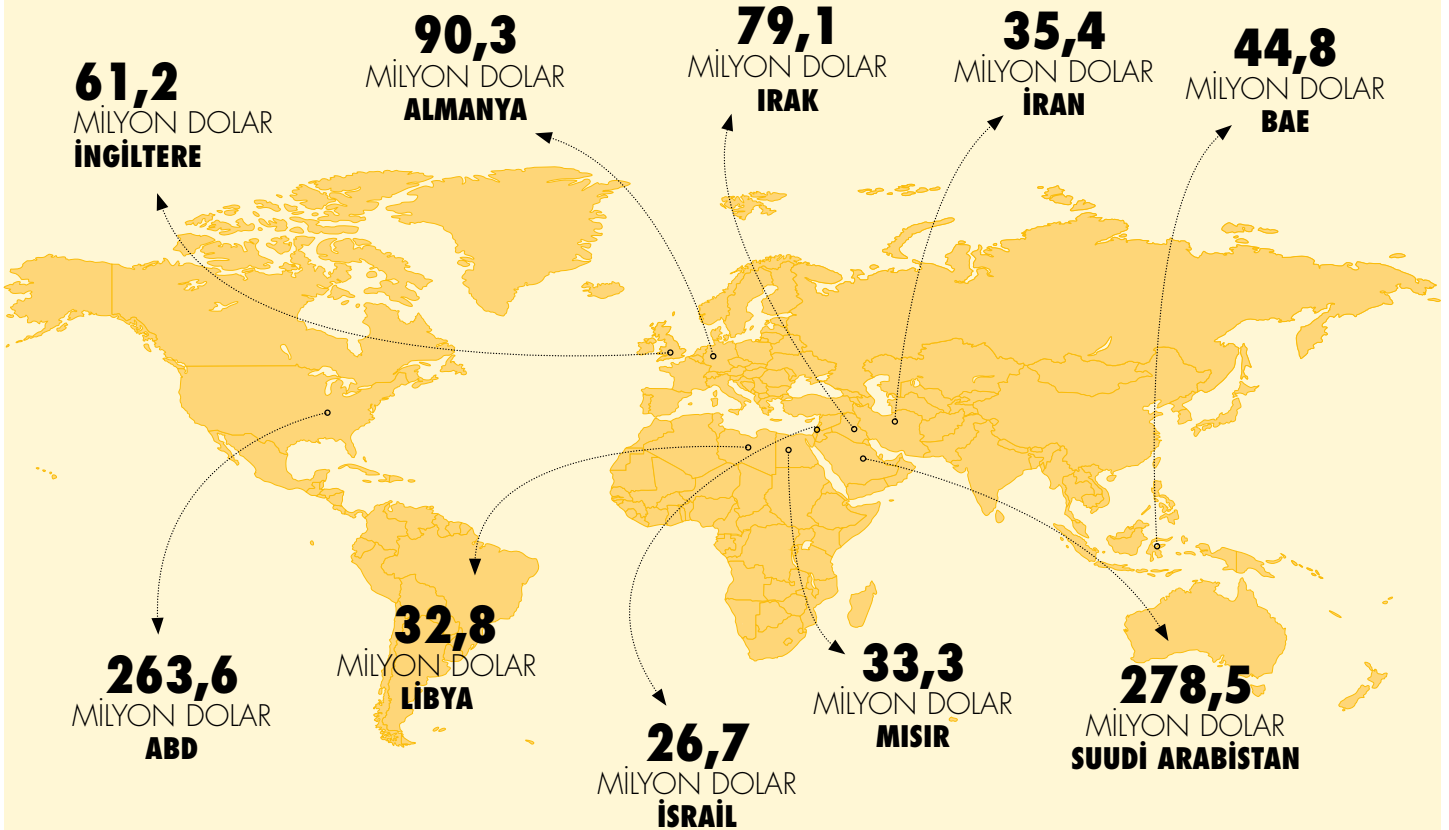 61,2
MİLYON DOLAR
İNGİLTERE
90,3
MİLYON DOLAR
ALMANYA
79,1
MİLYON DOLAR
IRAK
35,4
MİLYON DOLAR
İRAN
44,8
MİLYON DOLAR
BAE
263,6
MİLYON DOLAR
ABD
32,8
MİLYON DOLAR
LİBYA
26,7
MİLYON DOLAR
İSRAİL
33,3
MİLYON DOLAR
MISIR
278,5
MİLYON DOLAR
SUUDİ ARABİSTAN